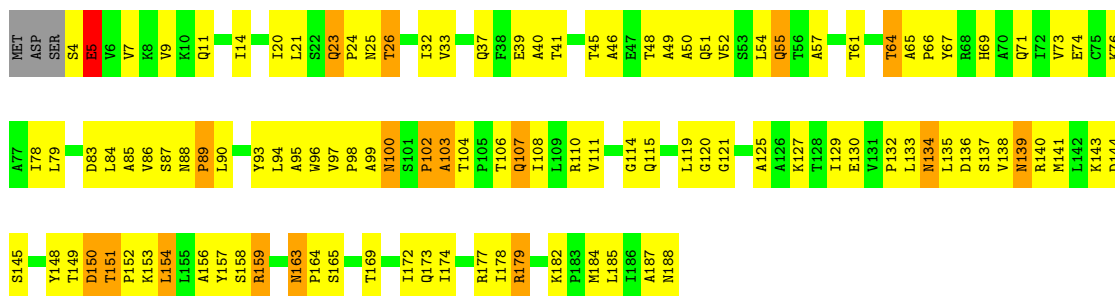 MET ASP SER S4 E5 V6 V7 K8 V9 K10 Q11 I14 I20 L21 S22 Q23 P24 N25 T26 I32 V33 Q37 F38 E39 A40 T41 T45 A46 E47 T48 A49 A50 Q51 V52 S53 L54 Q55 T56 A57 T61 T64 A65 P66 Y67 R68 H69 A70 Q71 I72 V73 E74 C75 K76
A77 I78 L79 D83 L84 A85 V86 S87 N88 P89 L90 Y93 L94 A95 W96 V97 P98 A99 N100 S101 P102 A103 T104 P105 T106 Q107 I108 L109 R110 V111 G114 Q115 L119 G120 G121 A125 A126 K127 T128 I129 E130 V131 P132 L133 N134 L135 D136 S137 V138 N139 R140 M141 L142 K143
S145 Y148 T149 D150 T151 P152 K153 L154 L155 A156 Y157 S158 R159 N163 P164 S165 T169 I172 Q173 I174 R177 I178 R179 K182 P183 M184 L185 I186 A187 N188